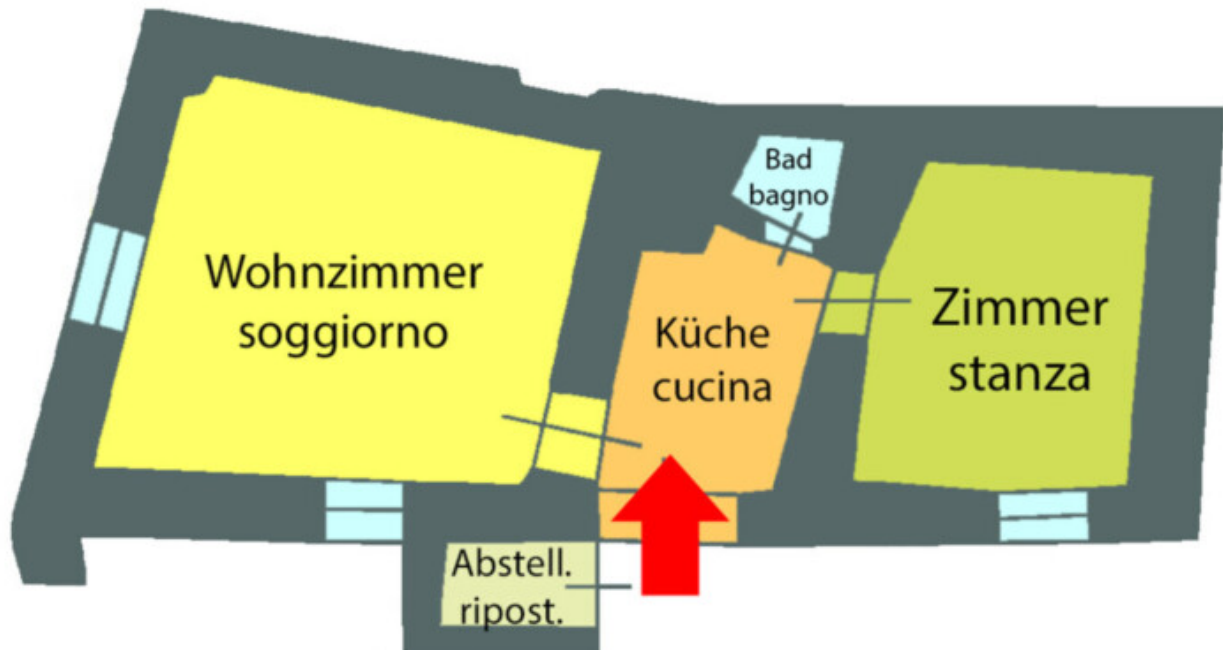 Wohnzimmer
soggiorno
Bad
bagno
Küche
cucina
Zimmer
stanza
Abstell.
ripost.